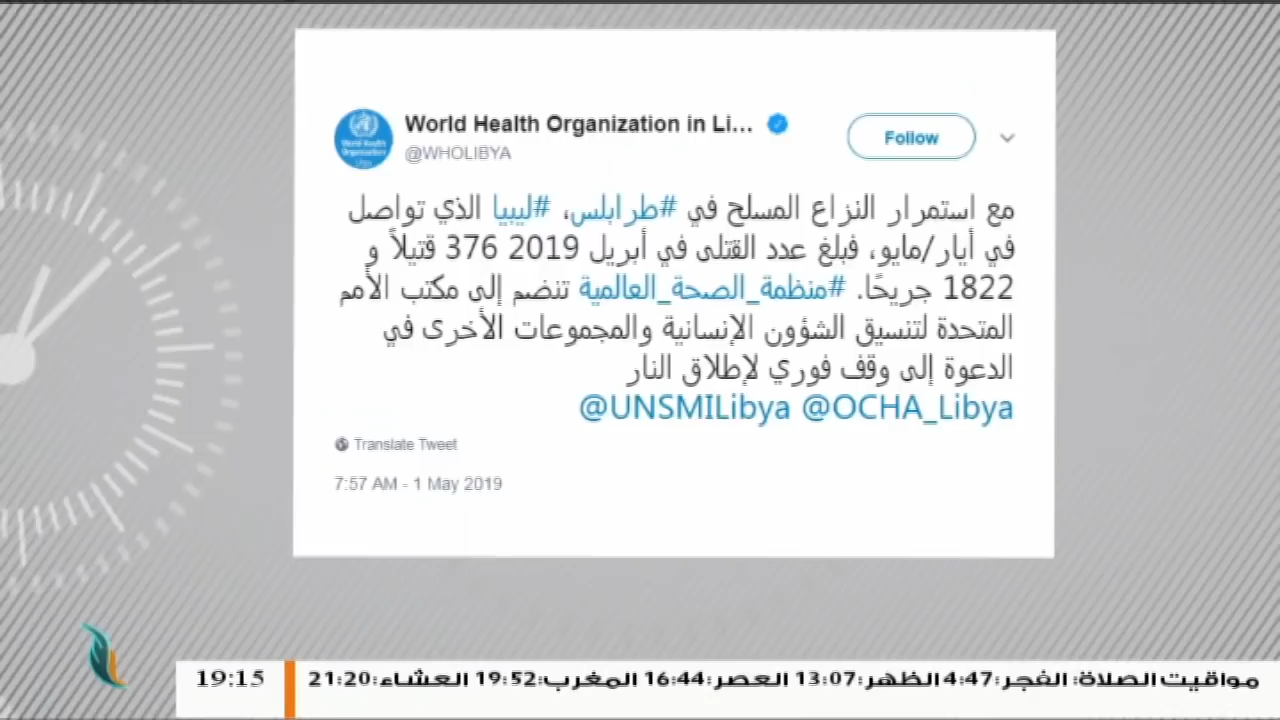 World Health Organization in Li...
@WHOLIBYA
Follow
مع استمرار النزاع المسلح في #طرابلس، #ليبيا الذي تواصل
في أيار/مايو، فبلغ عدد القتلى في أبريل 2019 376 قتيلاً و
1822 جريحًا. #منظمة_الصحة_العالمية تنضم إلى مكتب الأمم
المتحدة لتنسيق الشؤون الإنسانية والمجموعات الأخرى في
الدعوة إلى وقف فوري لإطلاق النار
@UNSMILibya @OCHA_Libya
Translate Tweet
7:57 AM - 1 May 2019
19:15
مواقيت الصلاة: الفجر:4:47 الظهر:13:07 العصر:16:44 المغرب:19:52 العشاء:21:20